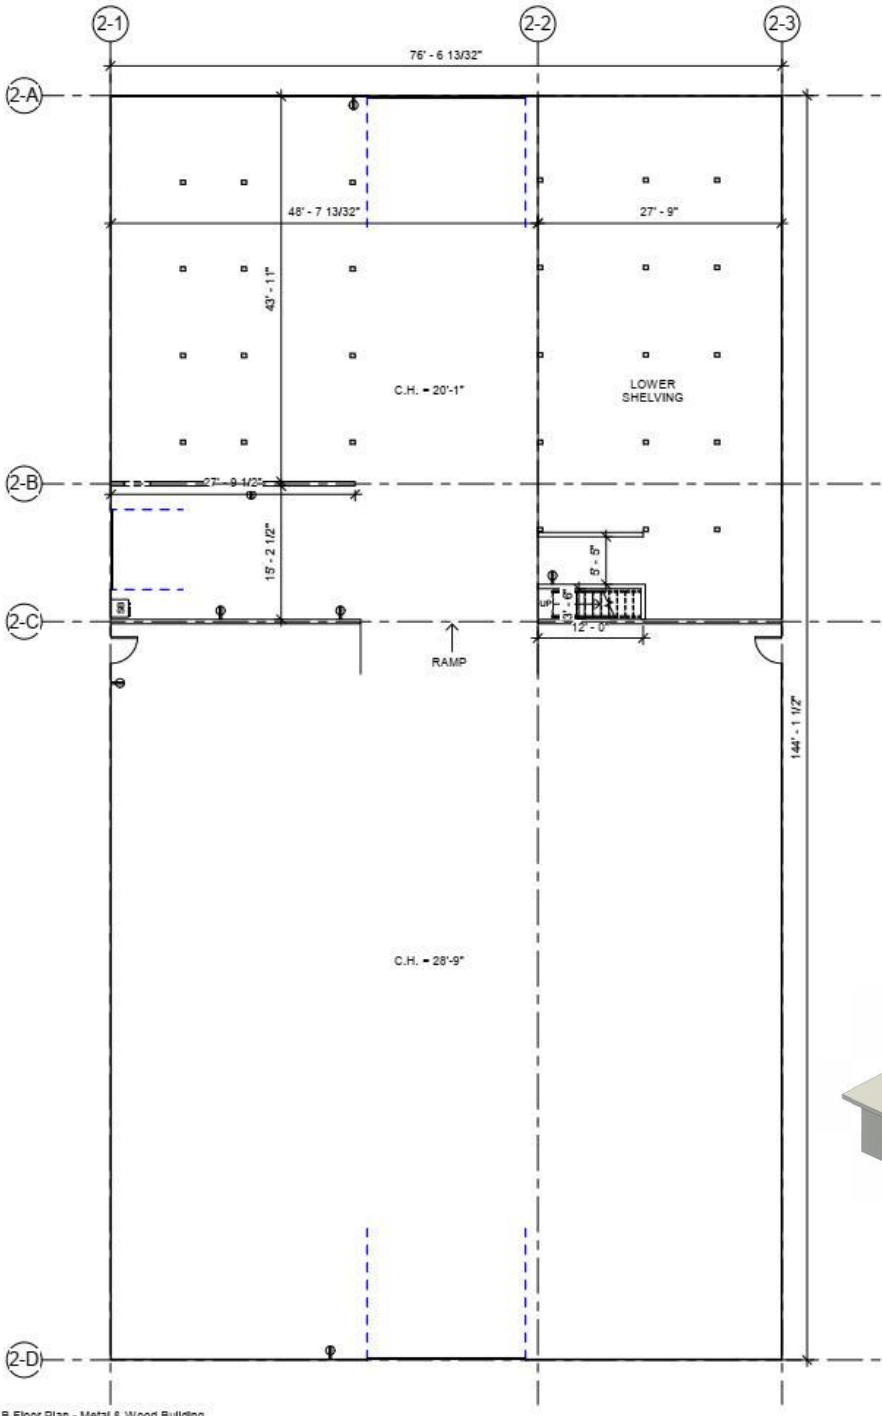 2-1
2-2
2-3
76' - 6 13/32"
2-A
48' - 7 13/32"
27' - 9"
43' - 11"
C.H. = 20'-1"
LOWER
SHELVING
2-B
27' - 9 1/2"
15' - 2 1/2"
5' - 5"
UP
3' - 6"
2-C
12' - 0"
RAMP
144' - 1 1/2"
C.H. = 28'-9"
2-D
B Floor Plan - Metal & Wood Building